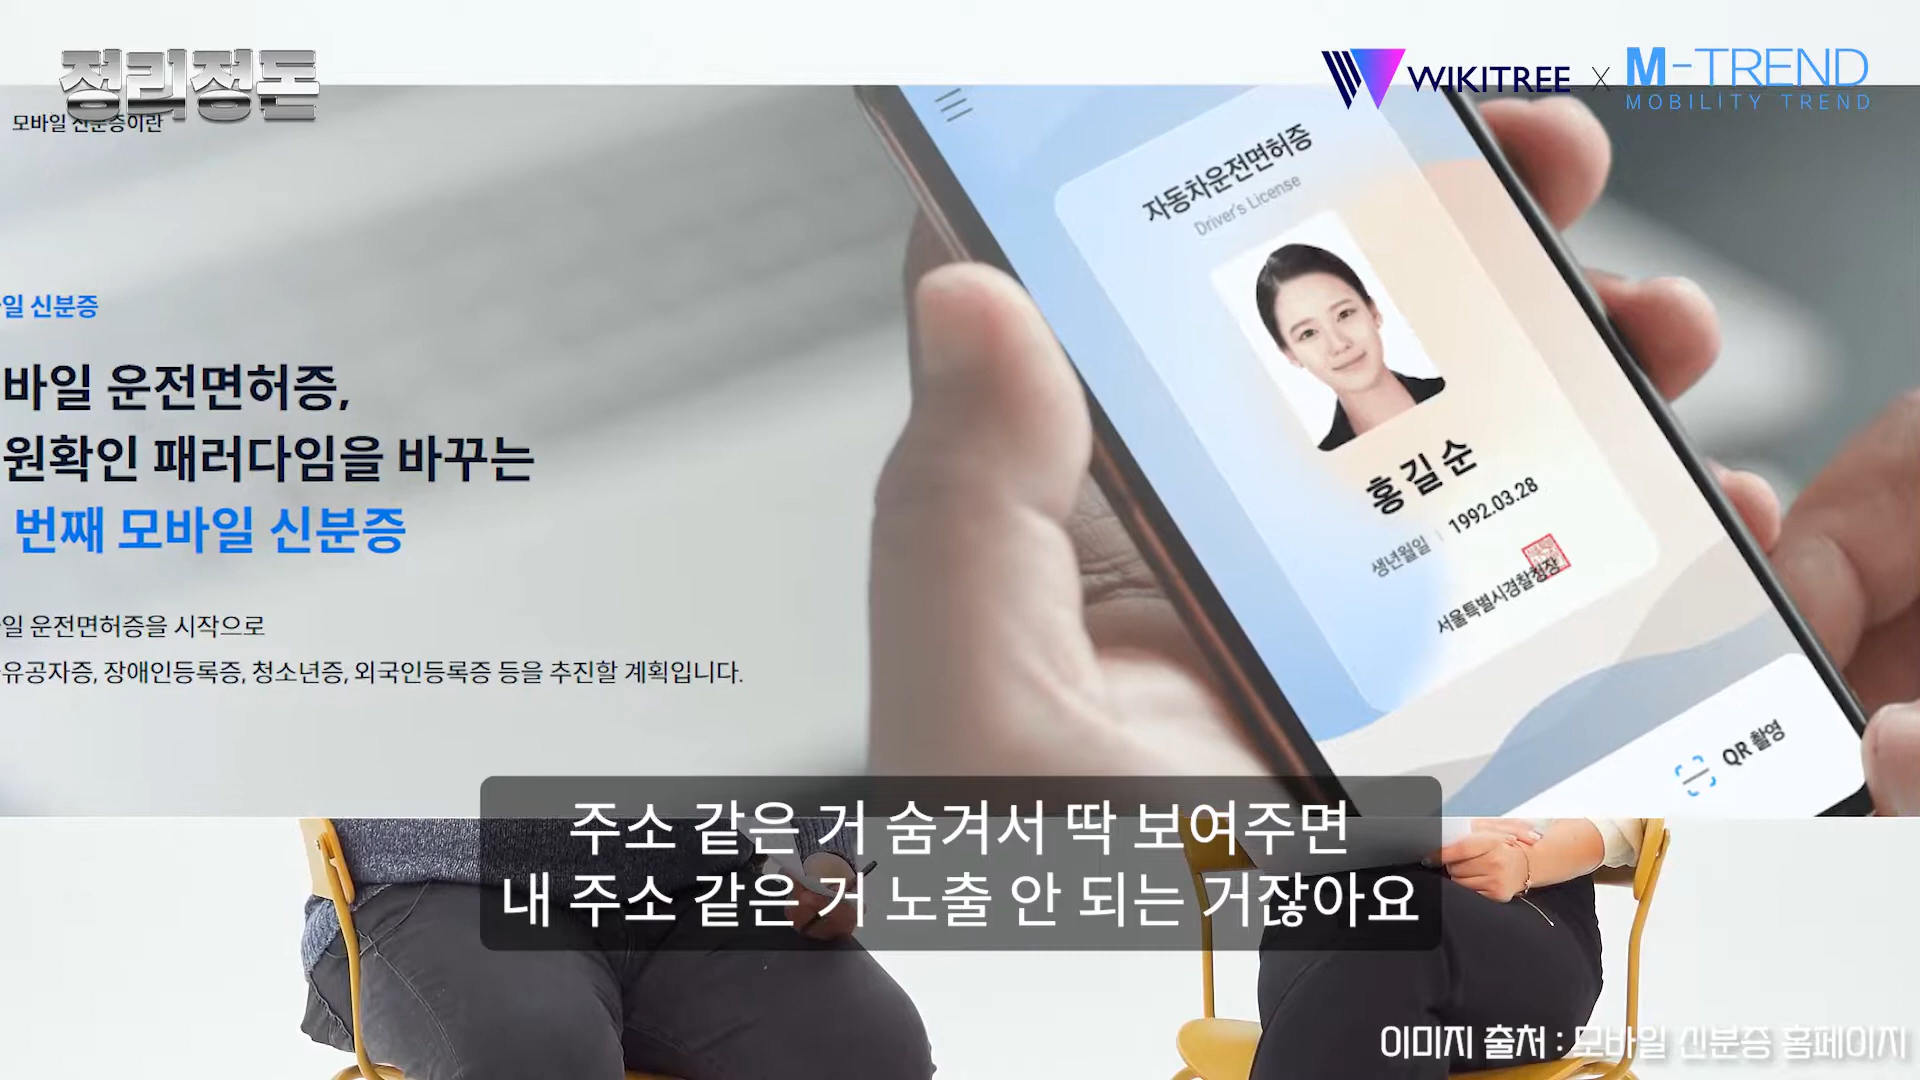 정리정돈
WIKITREE X M-TREND
MOBILITY TREND
모바일 신분증이란
일 신분증
바일 운전면허증,
원확인 패러다임을 바꾸는
번째 모바일 신분증
일 운전면허증을 시작으로
유공자증, 장애인등록증, 청소년증, 외국인등록증 등을 추진할 계획입니다.
자동차운전면허증
Driver's License
홍길순
생년월일 | 1992.03.28
서울특별시경찰청장
QR 촬영
주소 같은 거 숨겨서 딱 보여주면
내 주소 같은 거 노출 안 되는 거잖아요
이미지 출처 : 모바일 신분증 홈페이지